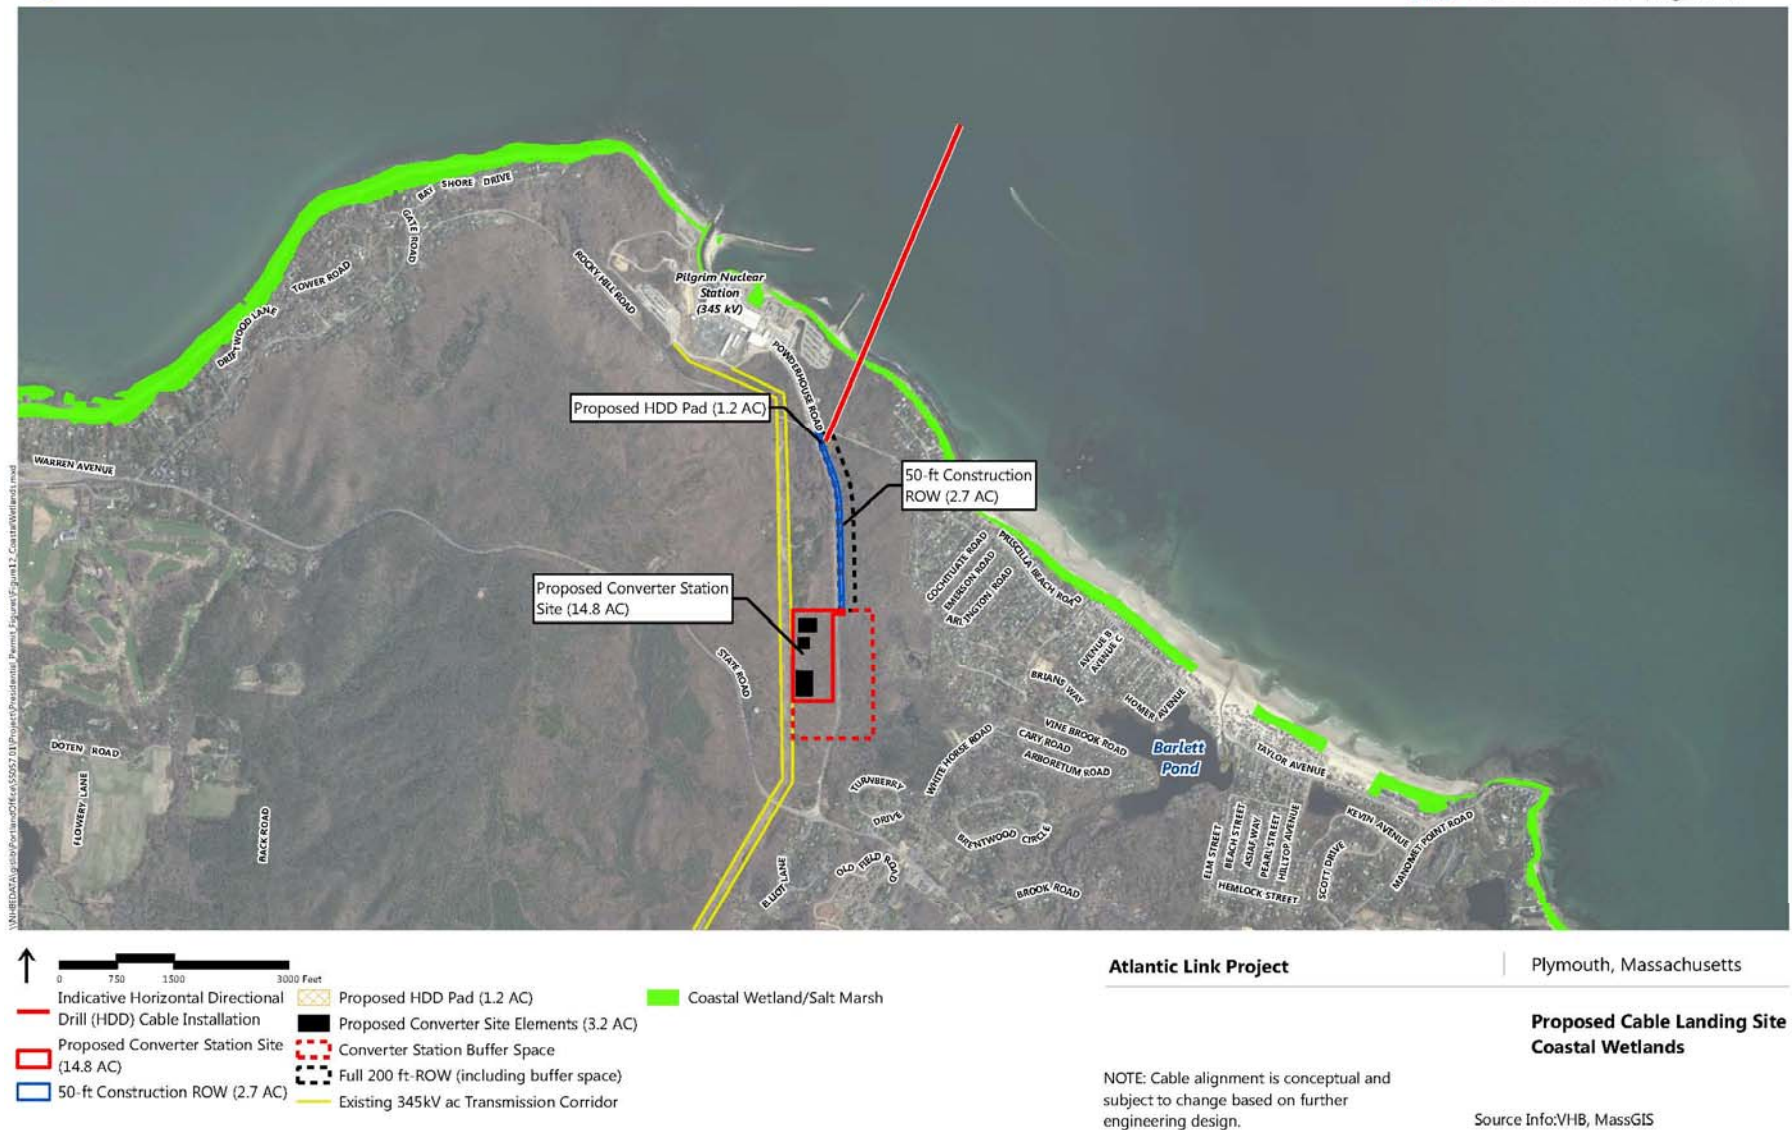 BAY SHORE DRIVE
GATE ROAD
TOWER ROAD
DRIFTWOOD LANE
ROCKY HILL ROAD
Pilgrim Nuclear
Station
(345 kV)
POWDERHOUSE ROAD
Proposed HDD Pad (1.2 AC)
WARREN AVENUE
50-ft Construction
ROW (2.7 AC)
COCHITUATE ROAD
EMERSON ROAD
ARLINGTON ROAD
PRISCILLA BEACH ROAD
Proposed Converter Station
Site (14.8 AC)
STATE ROAD
AVENUE B
AVENUE C
BRIANS WAY
HOMER AVENUE
VINE BROOK ROAD
CARY ROAD
ARBORETUM ROAD
WHITE HORSE ROAD
Barlett
Pond
TAYLOR AVENUE
DOTEN ROAD
FLOWERY LANE
BACK ROAD
TURNBERRY
DRIVE
BRENTWOOD CIRCLE
OLD FIELD ROAD
ELLIOT LANE
BROOK ROAD
ELM STREET
BEACH STREET
ASIAF WAY
PEARL STREET
HILLTOP AVENUE
HEMLOCK STREET
SCOTT DRIVE
KEVIN AVENUE
MANOMET POINT ROAD
0 750 1500 3000 Feet
Indicative Horizontal Directional
Drill (HDD) Cable Installation
Proposed Converter Station Site
(14.8 AC)
50-ft Construction ROW (2.7 AC)
Proposed HDD Pad (1.2 AC)
Proposed Converter Site Elements (3.2 AC)
Converter Station Buffer Space
Full 200 ft-ROW (including buffer space)
Existing 345kV ac Transmission Corridor
Coastal Wetland/Salt Marsh
Atlantic Link Project
Plymouth, Massachusetts
Proposed Cable Landing Site
Coastal Wetlands
NOTE: Cable alignment is conceptual and
subject to change based on further
engineering design.
Source Info:VHB, MassGIS